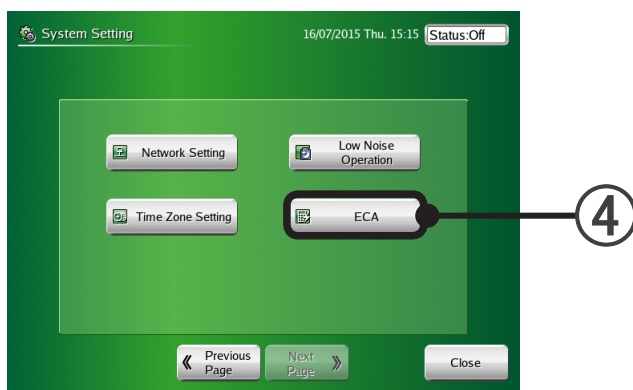 System Setting
16/07/2015 Thu. 15:15 Status:Off
Network Setting
Low Noise
Operation
Time Zone Setting
ECA
④
Previous
Page
Next
Page
Close